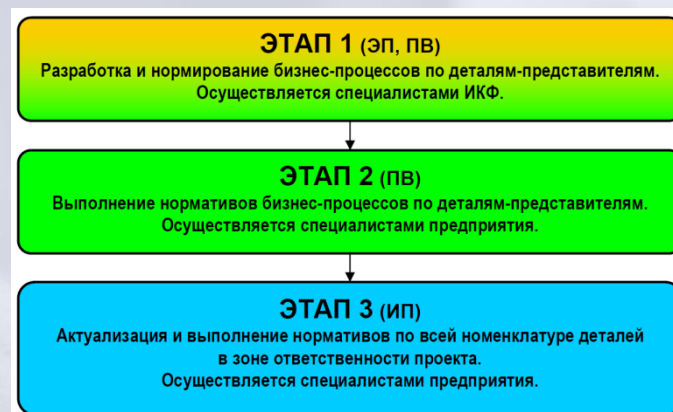 ЭТАП 1 (ЭП, ПВ)
Разработка и нормирование бизнес-процессов по деталям-представителям.
Осуществляется специалистами ИКФ.
ЭТАП 2 (ПВ)
Выполнение нормативов бизнес-процессов по деталям-представителям.
Осуществляется специалистами предприятия.
ЭТАП 3 (ИП)
Актуализация и выполнение нормативов по всей номенклатуре деталей
в зоне ответственности проекта.
Осуществляется специалистами предприятия.